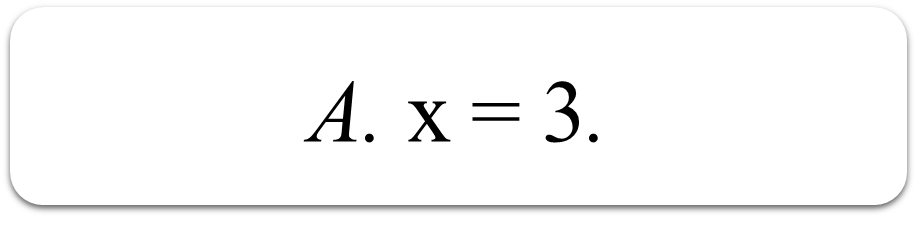 A. x = 3.